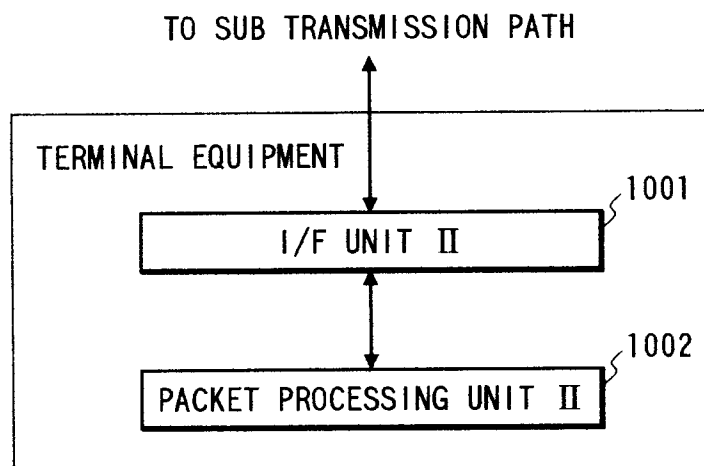 TO SUB TRANSMISSION PATH
TERMINAL EQUIPMENT
1001
I/F UNIT II
1002
PACKET PROCESSING UNIT II